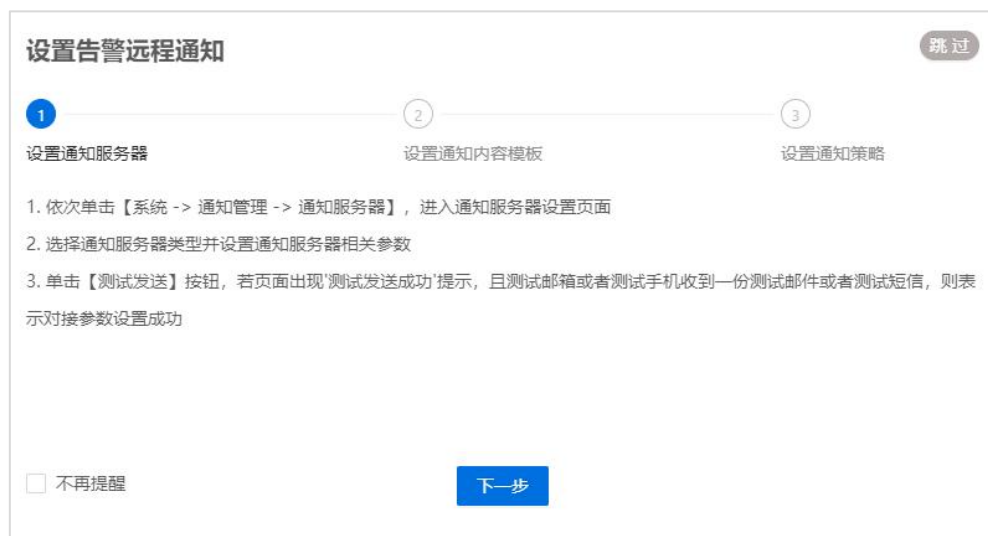 设置告警远程通知
跳过
1
2
3
设置通知服务器
设置通知内容模板
设置通知策略
1. 依次单击【系统 -> 通知管理 -> 通知服务器】，进入通知服务器设置页面
2. 选择通知服务器类型并设置通知服务器相关参数
3. 单击【测试发送】按钮，若页面出现'测试发送成功'提示，且测试邮箱或者测试手机收到一份测试邮件或者测试短信，则表
示对接参数设置成功
不再提醒
下一步